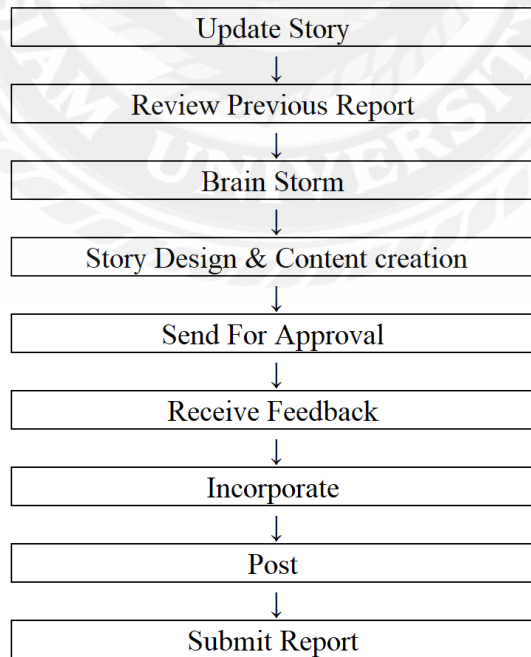 Update Story
↓
Review Previous Report
↓
Brain Storm
↓
Story Design & Content creation
↓
Send For Approval
↓
Receive Feedback
↓
Incorporate
↓
Post
↓
Submit Report